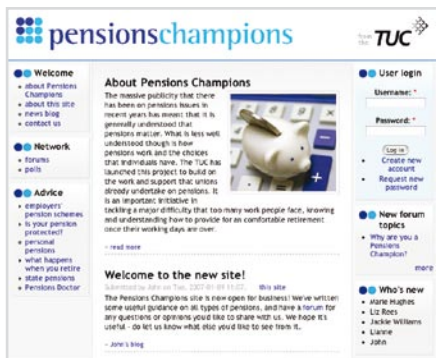 pensionschampions
from the TUC
Welcome
about Pensions Champions
about this site
news blog
contact us
Network
forums
polls
Advice
employers' pension schemes
is your pension protected?
personal pensions
what happens when you retire
state pensions
Pensions Doctor
About Pensions Champions
The massive publicity that there
has been on pensions issues in
recent years has meant that it is
generally understood that
pensions matter. What is less well
understood though is how
pensions work and the choices
that individuals have. The TUC has
launched this project to build on
the work and support that unions
already undertake on pensions. It
is an important initiative in
tackling a major difficulty that too many work people face, knowing
and understanding how to provide for an comfortable retirement
once their working days are over.
» read more
Welcome to the new site!
Submitted by John on Tue, 2007-01-09 11:07. this site
The Pensions Champions site is now open for business! We've written
some useful guidance on all types of pensions, and have a forum for
any questions or opinions you'd like to share with us. We hope it's
useful - do let us know what else you'd like to see from it.
» John's blog
User login
Username: *
Password: *
Log in
Create new account
Request new password
New forum topics
Why are you a Pensions Champion?
more
Who's new
Marie Hughes
Liz Rees
Jackie Williams
Lianne
John